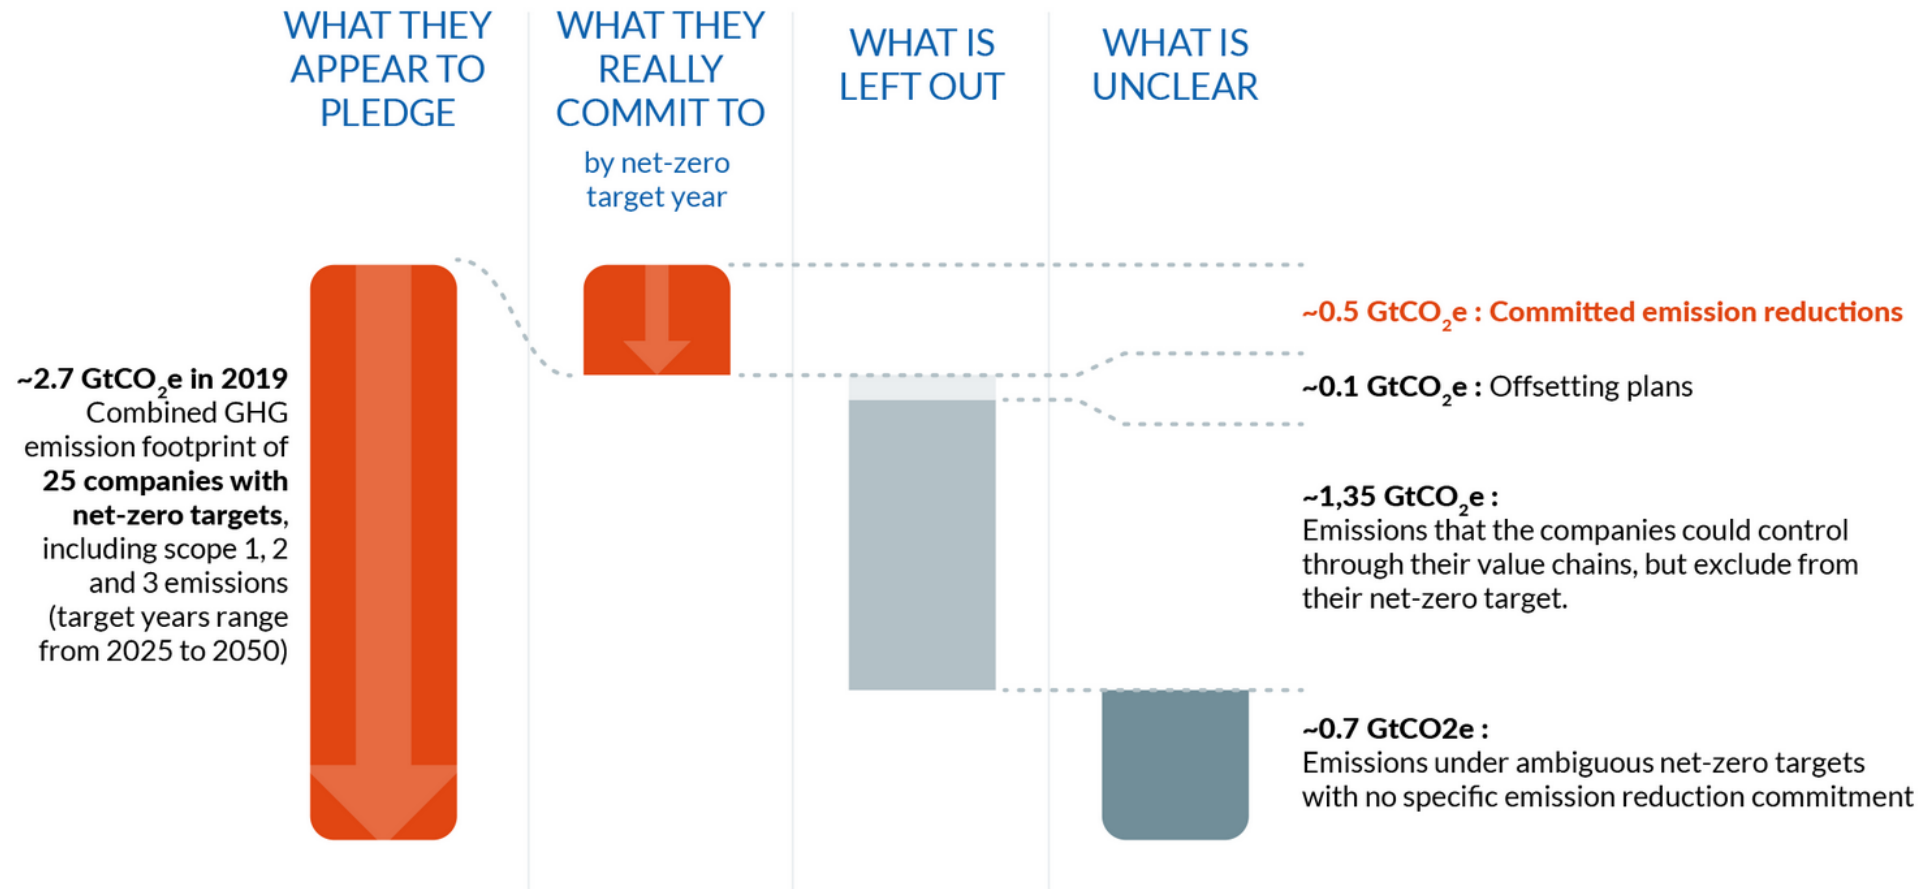 WHAT THEY
APPEAR TO
PLEDGE
WHAT THEY
REALLY
COMMIT TO
by net-zero
target year
WHAT IS
LEFT OUT
WHAT IS
UNCLEAR
~2.7 GtCO₂e in 2019
Combined GHG
emission footprint of
25 companies with
net-zero targets,
including scope 1, 2
and 3 emissions
(target years range
from 2025 to 2050)
~0.5 GtCO₂e : Committed emission reductions
~0.1 GtCO₂e : Offsetting plans
~1,35 GtCO₂e :
Emissions that the companies could control
through their value chains, but exclude from
their net-zero target.
~0.7 GtCO2e :
Emissions under ambiguous net-zero targets
with no specific emission reduction commitment